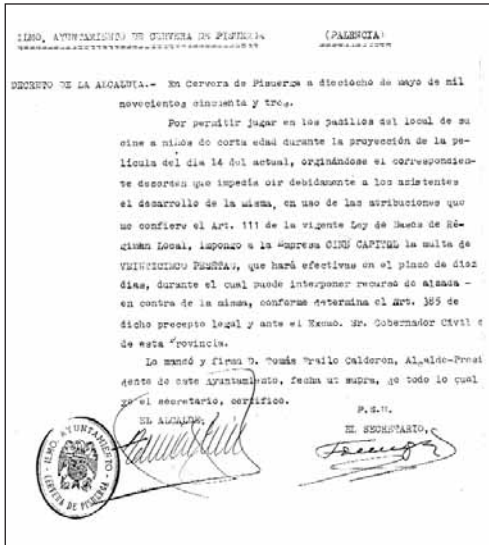 ILMO. AYUNTAMIENTO DE CERVERA DE PISUERGA (PALENCIA)
DECRETO DE LA ALCALDIA.- En Cervera de Pisuerga a dieciocho de mayo de mil
novecientos cincuenta y tres.
Por permitir jugar en los pasillos del local de su
cine a niños de corta edad durante la proyección de la pe-
lícula del día 14 del actual, orginándose el correspondien-
te desorden que impedía oir debidamente a los asistentes
el desarrollo de la misma, en uso de las atribuciones que
me confiere el Art. 111 de la vigente Ley de Bases de Ré-
gimen Local, impongo a la Empresa CINE CAPITOL la multa de
VEINTICINCO PESETAS, que hará efectivas en el plazo de diez
dias, durante el cual puede interponer recurso de alzada -
en contra de la misma, conforme determina el Art. 385 de
dicho precepto legal y ante el Excmo. Sr. Gobernador Civil
de esta Provincia.
Lo mandó y firma D. Tomás Calderon, Alcalde-Presi
dente de este Ayuntamiento, fecha ut supra, de todo lo cual
yo el secretario, certifico.
EL ALCALDE,
P.S.M.
EL SECRETARIO,
ILMO. AYUNTAMIENTO
CERVERA DE PISUERGA